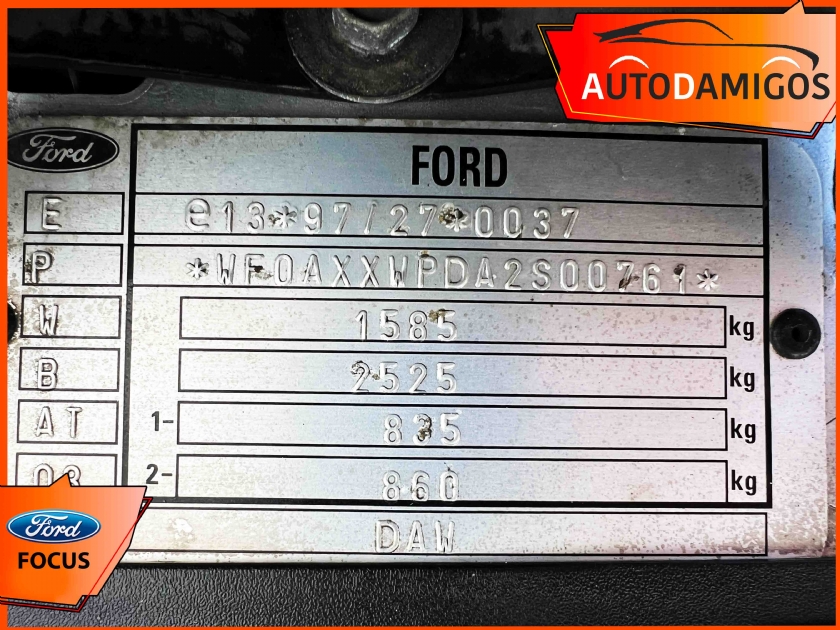 AUTODAMIGOS
Ford
FORD
E
e13*97/27*0037
P
*WF0AXXWPDA2S00761*
W
1585
kg
B
2525
kg
AT
1-
835
kg
2-
860
kg
DAW
Ford
FOCUS